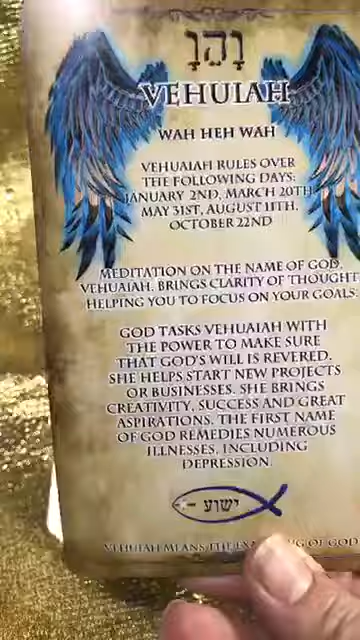 וָהֵוָ
VEHUIAH
WAH HEH WAH
VEHUAIAH RULES OVER
THE FOLLOWING DAYS:
JANUARY 2ND, MARCH 20TH,
MAY 31ST, AUGUST 11TH,
OCTOBER 22ND
MEDITATION ON THE NAME OF GOD,
VEHUAIAH, BRINGS CLARITY OF THOUGHT
HELPING YOU TO FOCUS ON YOUR GOALS.
GOD TASKS VEHUAIAH WITH
THE POWER TO MAKE SURE
THAT GOD'S WILL IS REVERED.
SHE HELPS START NEW PROJECTS
OR BUSINESSES. SHE BRINGS
CREATIVITY, SUCCESS AND GREAT
ASPIRATIONS. THE FIRST NAME
OF GOD REMEDIES NUMEROUS
ILLNESSES, INCLUDING
DEPRESSION.
ישוע
VEHUIAH MEANS THE OF GOD